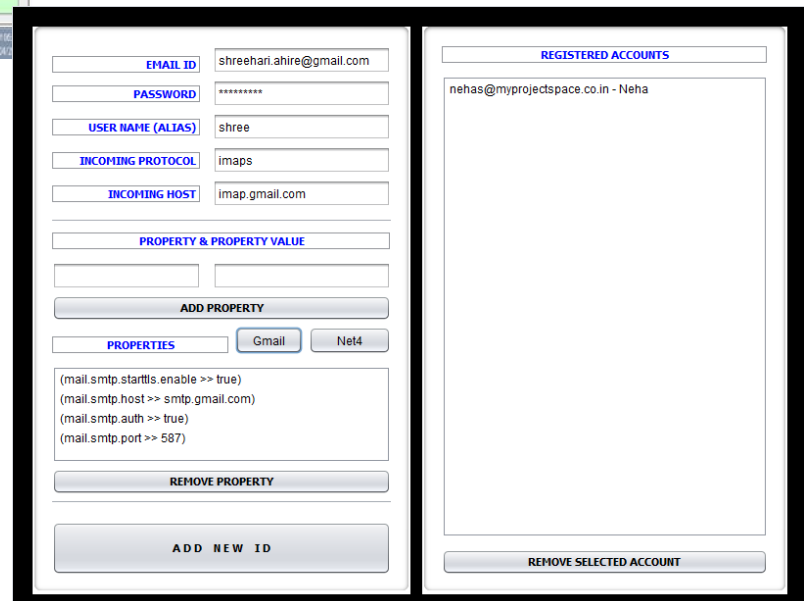 EMAIL ID shreehari.ahire@gmail.com
PASSWORD *********
USER NAME (ALIAS) shree
INCOMING PROTOCOL imaps
INCOMING HOST imap.gmail.com
PROPERTY & PROPERTY VALUE
ADD PROPERTY
PROPERTIES Gmail Net4
(mail.smtp.starttls.enable >> true)
(mail.smtp.host >> smtp.gmail.com)
(mail.smtp.auth >> true)
(mail.smtp.port >> 587)
REMOVE PROPERTY
ADD NEW ID
REGISTERED ACCOUNTS
nehas@myprojectspace.co.in - Neha
REMOVE SELECTED ACCOUNT